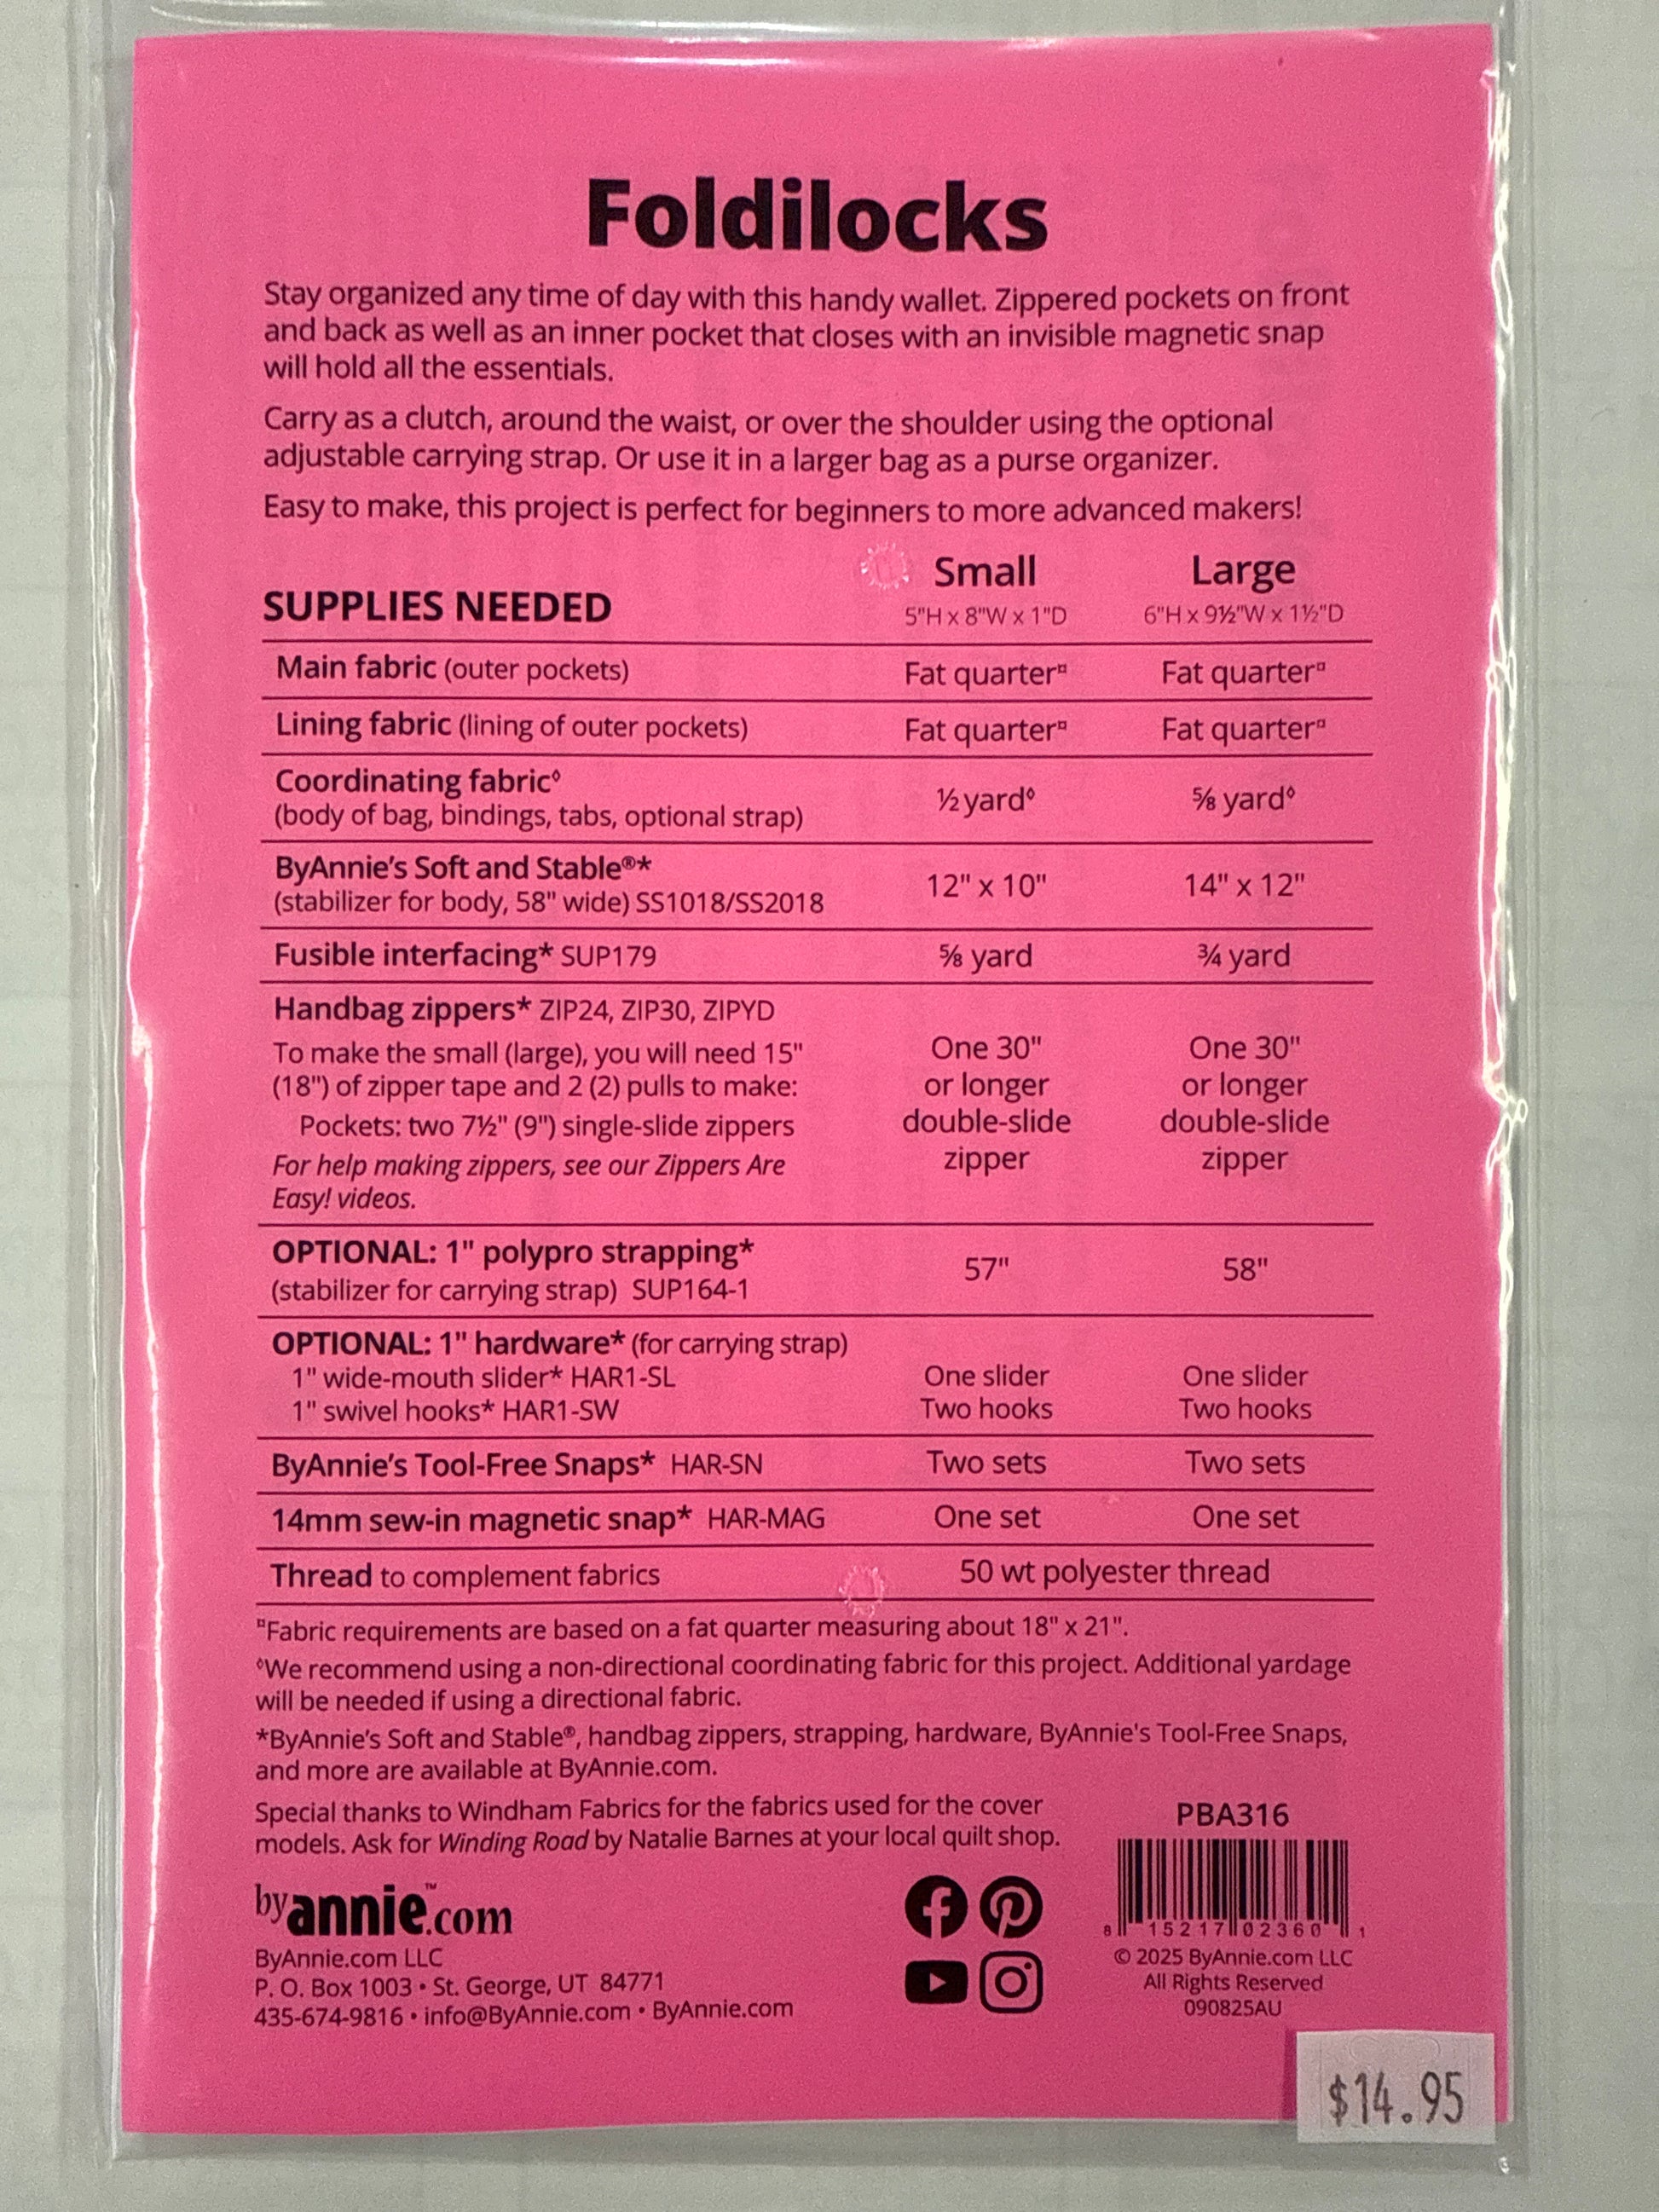 Foldilocks
Stay organized any time of day with this handy wallet. Zippered pockets on front
and back as well as an inner pocket that closes with an invisible magnetic snap
will hold all the essentials.
Carry as a clutch, around the waist, or over the shoulder using the optional
adjustable carrying strap. Or use it in a larger bag as a purse organizer.
Easy to make, this project is perfect for beginners to more advanced makers!
SUPPLIES NEEDED
Small
5"H x 8"W x 1"D
Large
6"H x 9½"W x 1½"D
Main fabric (outer pockets) Fat quarter¤ Fat quarter¤
Lining fabric (lining of outer pockets) Fat quarter¤ Fat quarter¤
Coordinating fabric◊
(body of bag, bindings, tabs, optional strap)
½ yard◊ ⅝ yard◊
ByAnnie's Soft and Stable®*
(stabilizer for body, 58" wide) SS1018/SS2018
12" x 10" 14" x 12"
Fusible interfacing* SUP179 ⅝ yard ¾ yard
Handbag zippers* ZIP24, ZIP30, ZIPYD
To make the small (large), you will need 15"
(18") of zipper tape and 2 (2) pulls to make:
Pockets: two 7½" (9") single-slide zippers
For help making zippers, see our Zippers Are
Easy! videos.
One 30"
or longer
double-slide
zipper
One 30"
or longer
double-slide
zipper
OPTIONAL: 1" polypro strapping*
(stabilizer for carrying strap) SUP164-1
57" 58"
OPTIONAL: 1" hardware* (for carrying strap)
1" wide-mouth slider* HAR1-SL One slider One slider
1" swivel hooks* HAR1-SW Two hooks Two hooks
ByAnnie's Tool-Free Snaps* HAR-SN Two sets Two sets
14mm sew-in magnetic snap* HAR-MAG One set One set
Thread to complement fabrics 50 wt polyester thread
¤Fabric requirements are based on a fat quarter measuring about 18" x 21".
◊We recommend using a non-directional coordinating fabric for this project. Additional yardage
will be needed if using a directional fabric.
*ByAnnie's Soft and Stable®, handbag zippers, strapping, hardware, ByAnnie's Tool-Free Snaps,
and more are available at ByAnnie.com.
Special thanks to Windham Fabrics for the fabrics used for the cover
models. Ask for Winding Road by Natalie Barnes at your local quilt shop.
byannie.com™
ByAnnie.com LLC
P. O. Box 1003 • St. George, UT 84771
435-674-9816 • info@ByAnnie.com • ByAnnie.com
PBA316
8 15217 02360 1
© 2025 ByAnnie.com LLC
All Rights Reserved
090825AU
$14.95